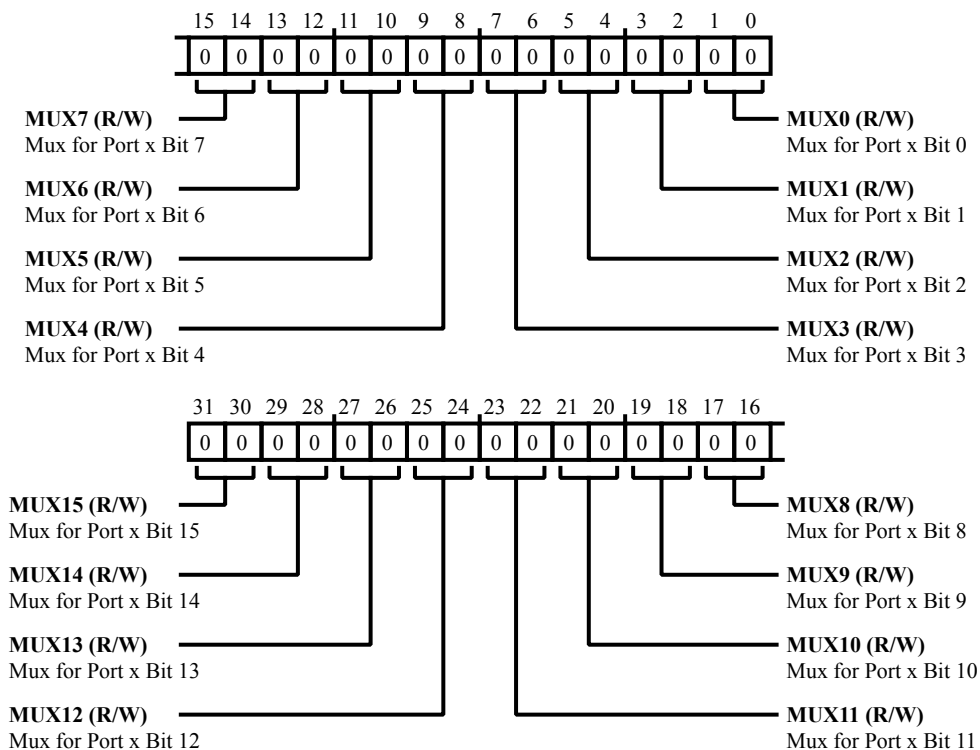 15 14 13 12 11 10 9 8 7 6 5 4 3 2 1 0
0 0 0 0 0 0 0 0 0 0 0 0 0 0 0 0
MUX7 (R/W)
Mux for Port x Bit 7
MUX0 (R/W)
Mux for Port x Bit 0
MUX6 (R/W)
Mux for Port x Bit 6
MUX1 (R/W)
Mux for Port x Bit 1
MUX5 (R/W)
Mux for Port x Bit 5
MUX2 (R/W)
Mux for Port x Bit 2
MUX4 (R/W)
Mux for Port x Bit 4
MUX3 (R/W)
Mux for Port x Bit 3
31 30 29 28 27 26 25 24 23 22 21 20 19 18 17 16
0 0 0 0 0 0 0 0 0 0 0 0 0 0 0 0
MUX15 (R/W)
Mux for Port x Bit 15
MUX8 (R/W)
Mux for Port x Bit 8
MUX14 (R/W)
Mux for Port x Bit 14
MUX9 (R/W)
Mux for Port x Bit 9
MUX13 (R/W)
Mux for Port x Bit 13
MUX10 (R/W)
Mux for Port x Bit 10
MUX12 (R/W)
Mux for Port x Bit 12
MUX11 (R/W)
Mux for Port x Bit 11